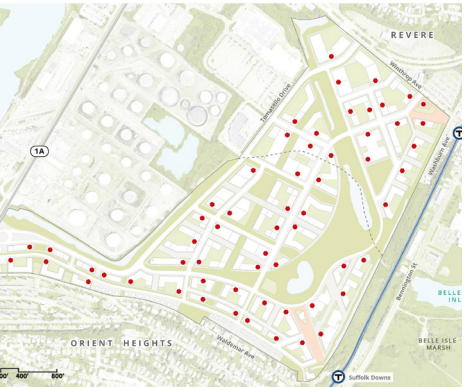 REVERE
Winthrop Ave
Tomasello Drive
1A
T
Washburn Ave
Bennington St
BELLE
INL
BELLE ISLE
MARSH
ORIENT HEIGHTS
Waldemar Ave
400'
800'
T Suffolk Downs